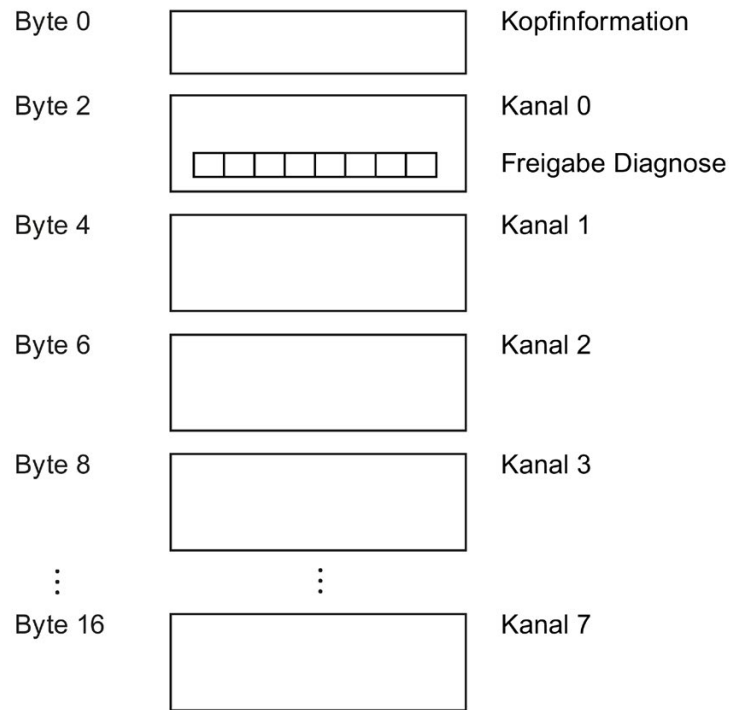 Byte 0 Kopfinformation
Byte 2 Kanal 0
Freigabe Diagnose
Byte 4 Kanal 1
Byte 6 Kanal 2
Byte 8 Kanal 3
⋮ ⋮
Byte 16 Kanal 7